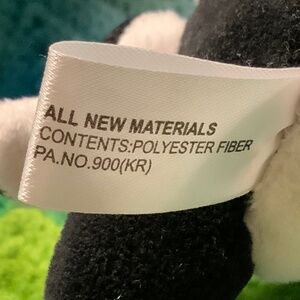 ALL NEW MATERIALS
CONTENTS:POLYESTER FIBER
PA.NO.900(KR)